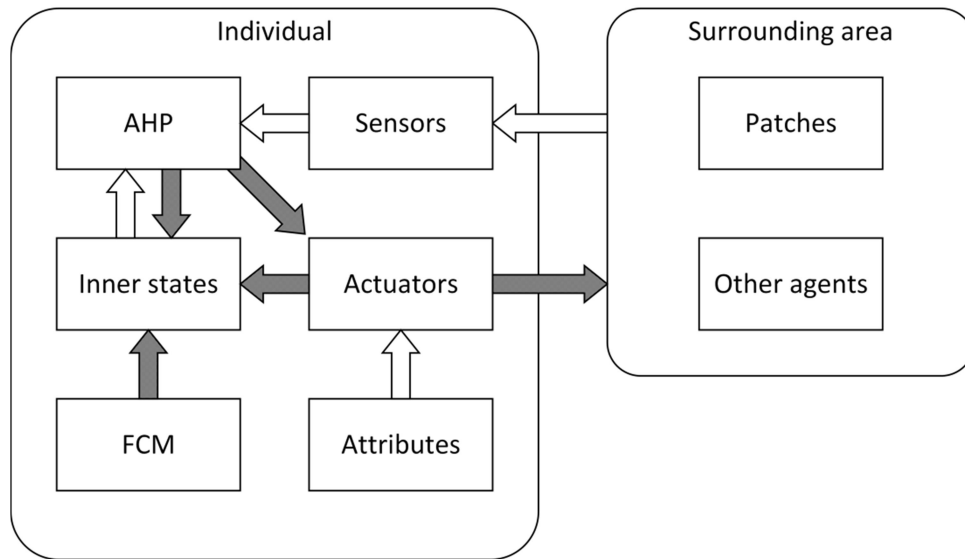 Individual
Surrounding area
AHP
Sensors
Patches
Inner states
Actuators
Other agents
FCM
Attributes